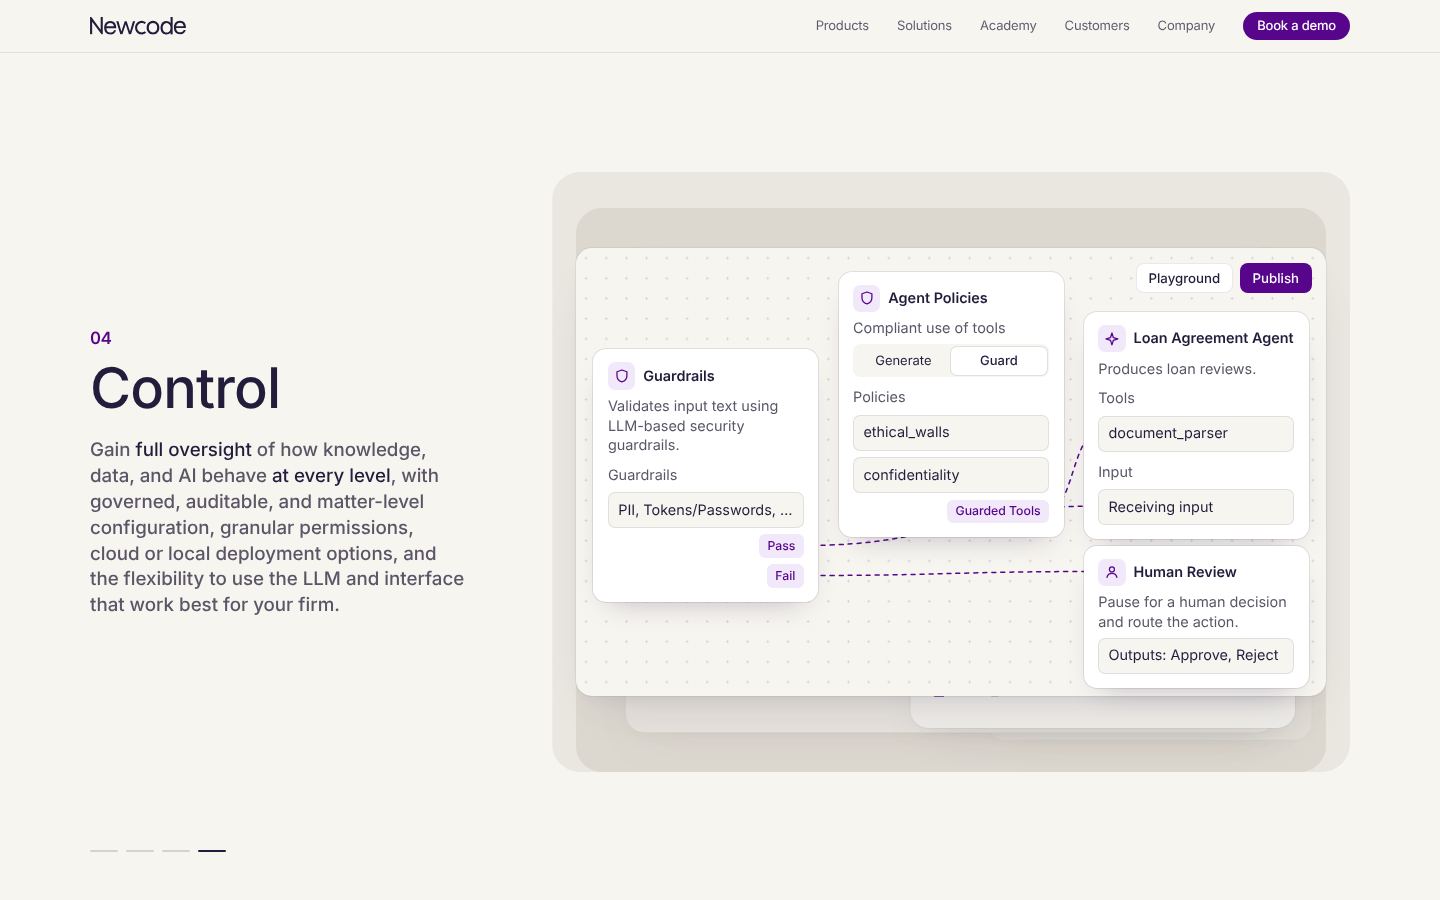 Newcode
Products
Solutions
Academy
Customers
Company
Book a demo
04
Control
Gain full oversight of how knowledge,
data, and AI behave at every level, with
governed, auditable, and matter-level
configuration, granular permissions,
cloud or local deployment options, and
the flexibility to use the LLM and interface
that work best for your firm.
Guardrails
Validates input text using
LLM-based security
guardrails.
Guardrails
PII, Tokens/Passwords, ...
Pass
Fail
Agent Policies
Compliant use of tools
Generate
Guard
Policies
ethical_walls
confidentiality
Guarded Tools
Playground
Publish
Loan Agreement Agent
Produces loan reviews.
Tools
document_parser
Input
Receiving input
Human Review
Pause for a human decision
and route the action.
Outputs: Approve, Reject